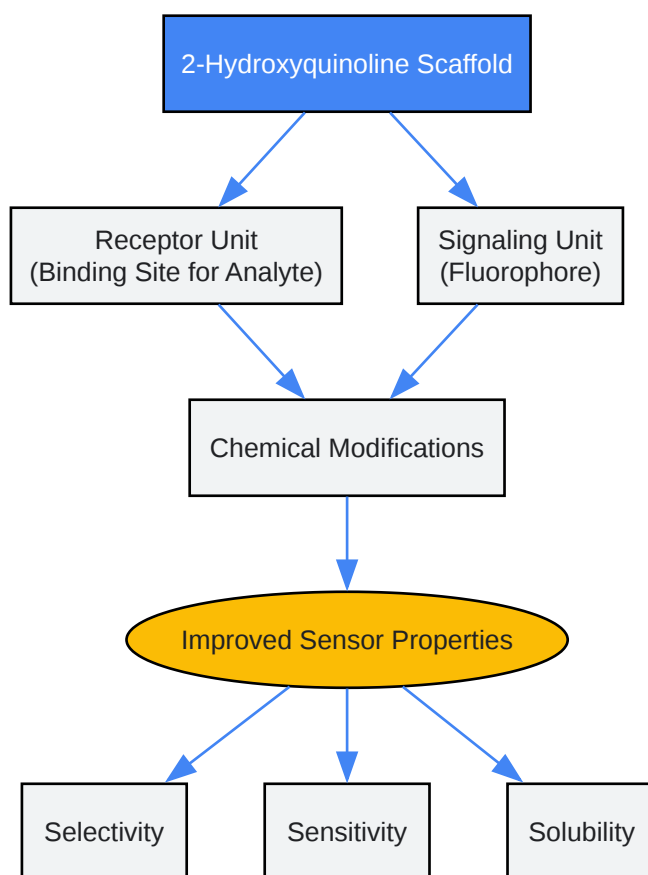 2-Hydroxyquinoline Scaffold
Receptor Unit
(Binding Site for Analyte)
Signaling Unit
(Fluorophore)
Chemical Modifications
Improved Sensor Properties
Selectivity
Sensitivity
Solubility